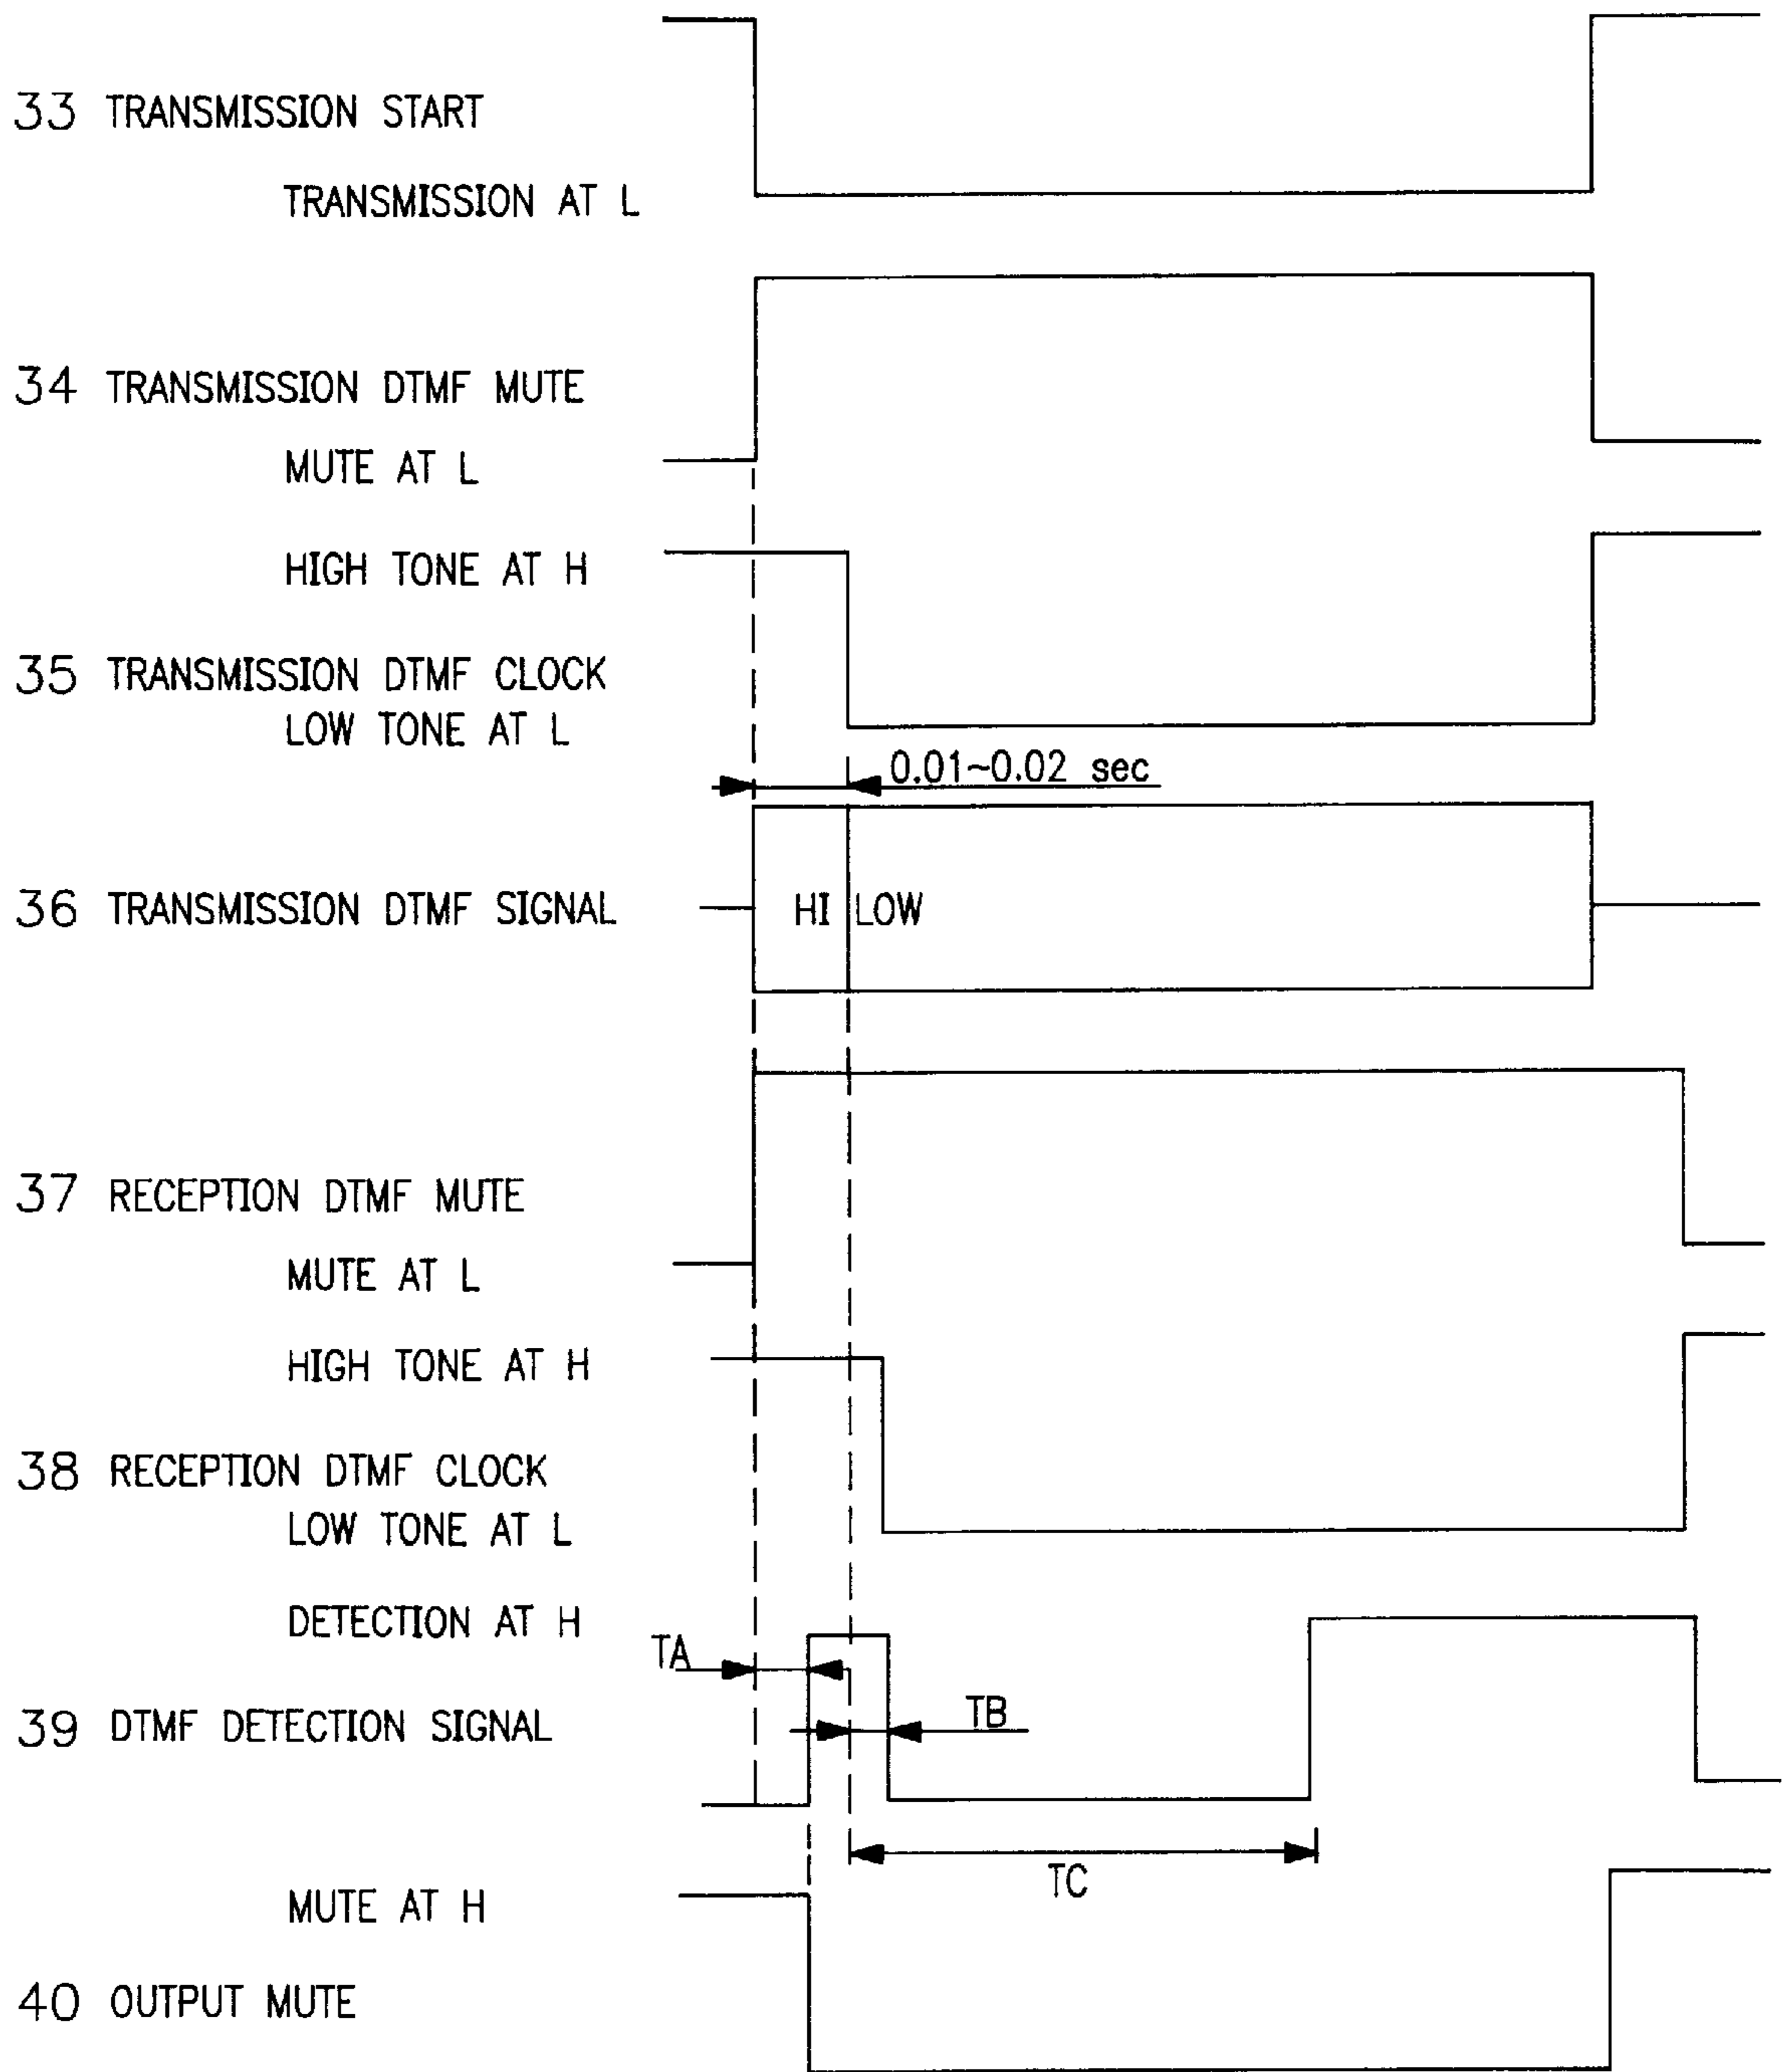 33 TRANSMISSION START
TRANSMISSION AT L
34 TRANSMISSION DTMF MUTE
MUTE AT L
HIGH TONE AT H
35 TRANSMISSION DTMF CLOCK
LOW TONE AT L
0.01~0.02 sec
36 TRANSMISSION DTMF SIGNAL
HI LOW
37 RECEPTION DTMF MUTE
MUTE AT L
HIGH TONE AT H
38 RECEPTION DTMF CLOCK
LOW TONE AT L
DETECTION AT H
TA
TB
39 DTMF DETECTION SIGNAL
TC
MUTE AT H
40 OUTPUT MUTE